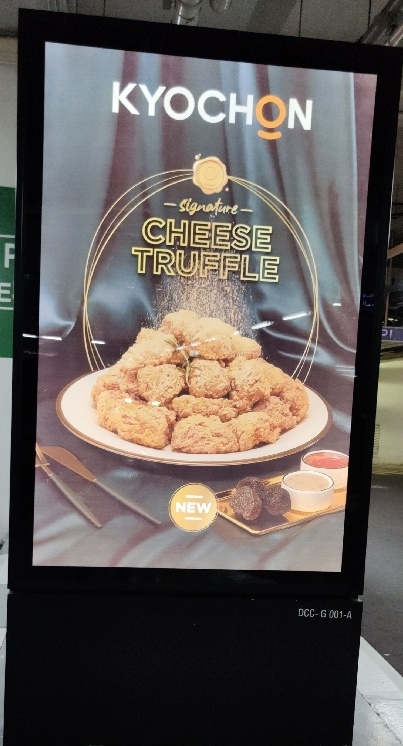 KYOCHON
Signature
CHEESE
TRUFFLE
NEW
DCC- G 001-A